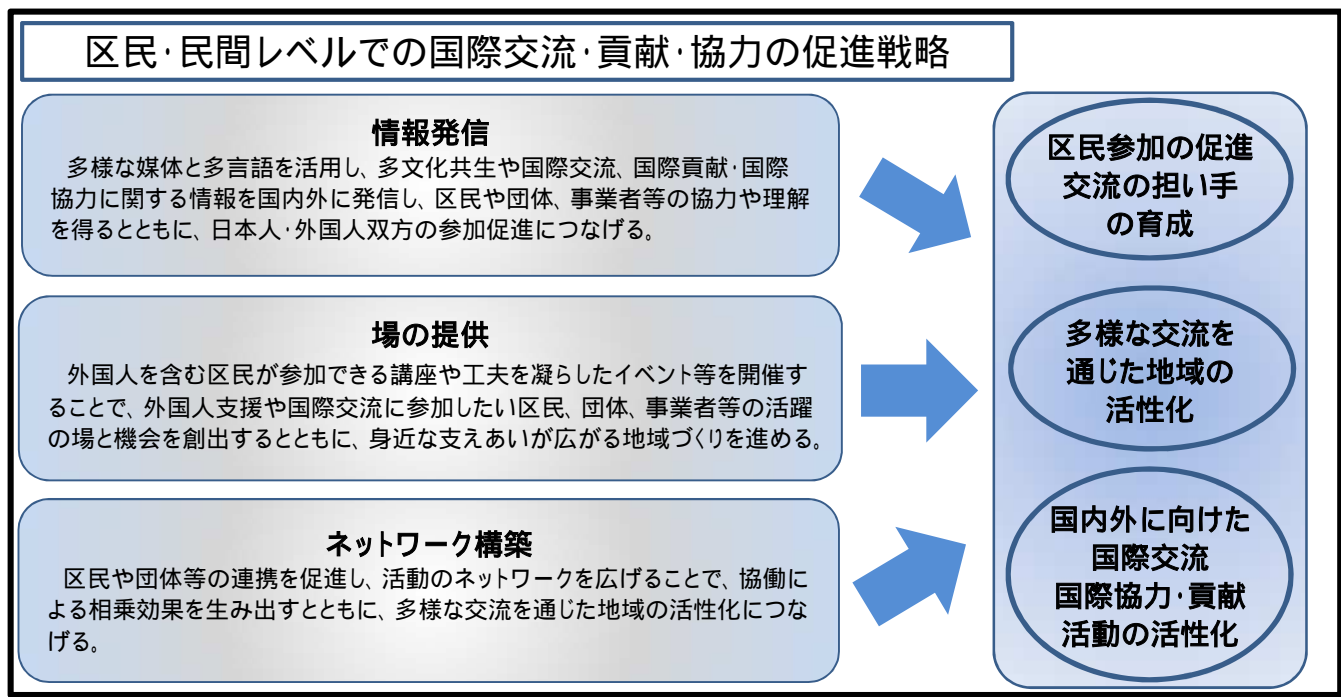 区民・民間レベルでの国際交流・貢献・協力の促進戦略
情報発信
多様な媒体と多言語を活用し、多文化共生や国際交流、国際貢献・国際
協力に関する情報を国内外に発信し、区民や団体、事業者等の協力や理解
を得るとともに、日本人・外国人双方の参加促進につなげる。
場の提供
外国人を含む区民が参加できる講座や工夫を凝らしたイベント等を開催す
ることで、外国人支援や国際交流に参加したい区民、団体、事業者等の活躍
の場と機会を創出するとともに、身近な支えあいが広がる地域づくりを進める。
ネットワーク構築
区民や団体等の連携を促進し、活動のネットワークを広げることで、協働に
よる相乗効果を生み出すとともに、多様な交流を通じた地域の活性化につな
げる。
区民参加の促進
交流の担い手
の育成
多様な交流を
通じた地域の
活性化
国内外に向けた
国際交流
国際協力・貢献
活動の活性化